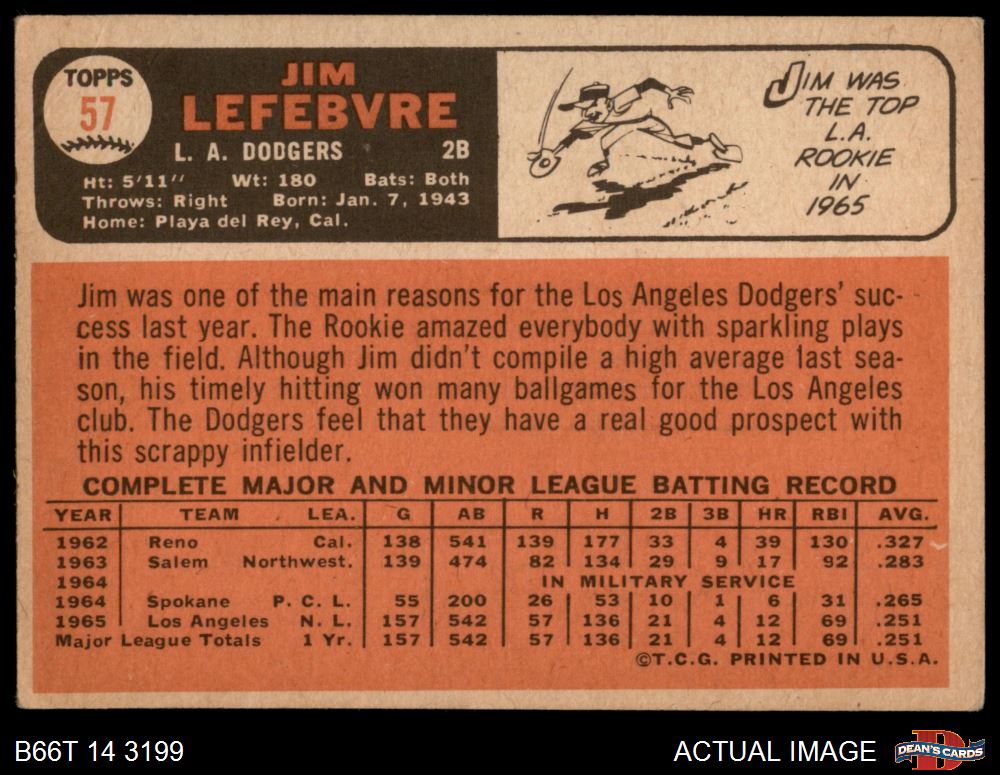 TOPPS
57
JIM
LEFEBVRE
L. A. DODGERS 2B
Ht: 5'11" Wt: 180 Bats: Both
Throws: Right Born: Jan. 7, 1943
Home: Playa del Rey, Cal.
JIM WAS
THE TOP
L.A.
ROOKIE
IN
1965
Jim was one of the main reasons for the Los Angeles Dodgers' suc-
cess last year. The Rookie amazed everybody with sparkling plays
in the field. Although Jim didn't compile a high average last sea-
son, his timely hitting won many ballgames for the Los Angeles
club. The Dodgers feel that they have a real good prospect with
this scrappy infielder.
COMPLETE MAJOR AND MINOR LEAGUE BATTING RECORD
YEAR TEAM LEA. G AB R H 2B 3B HR RBI AVG.
1962 Reno Cal. 138 541 139 177 33 4 39 130 .327
1963 Salem Northwest. 139 474 82 134 29 9 17 92 .283
1964 IN MILITARY SERVICE
1964 Spokane P. C. L. 55 200 26 53 10 1 6 31 .265
1965 Los Angeles N. L. 157 542 57 136 21 4 12 69 .251
Major League Totals 1 Yr. 157 542 57 136 21 4 12 69 .251
©T.C.G. PRINTED IN U.S.A.
B66T 14 3199 ACTUAL IMAGE DEAN'S CARDS